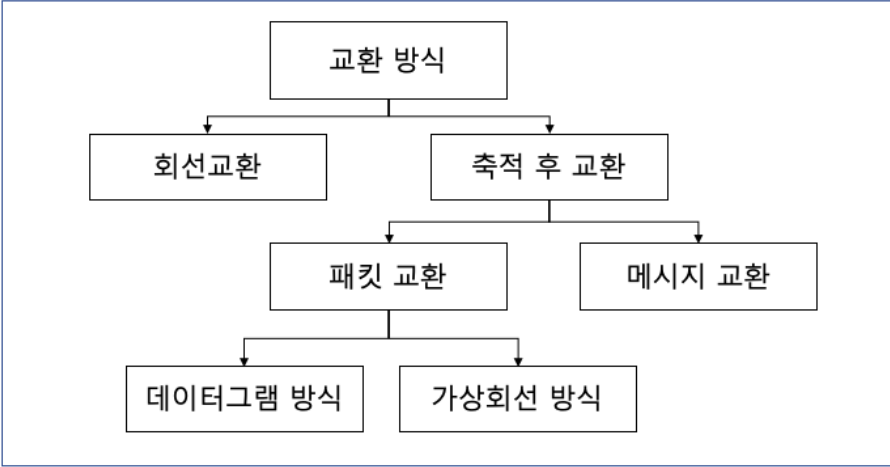 교환 방식
회선교환
축적 후 교환
패킷 교환
메시지 교환
데이터그램 방식
가상회선 방식